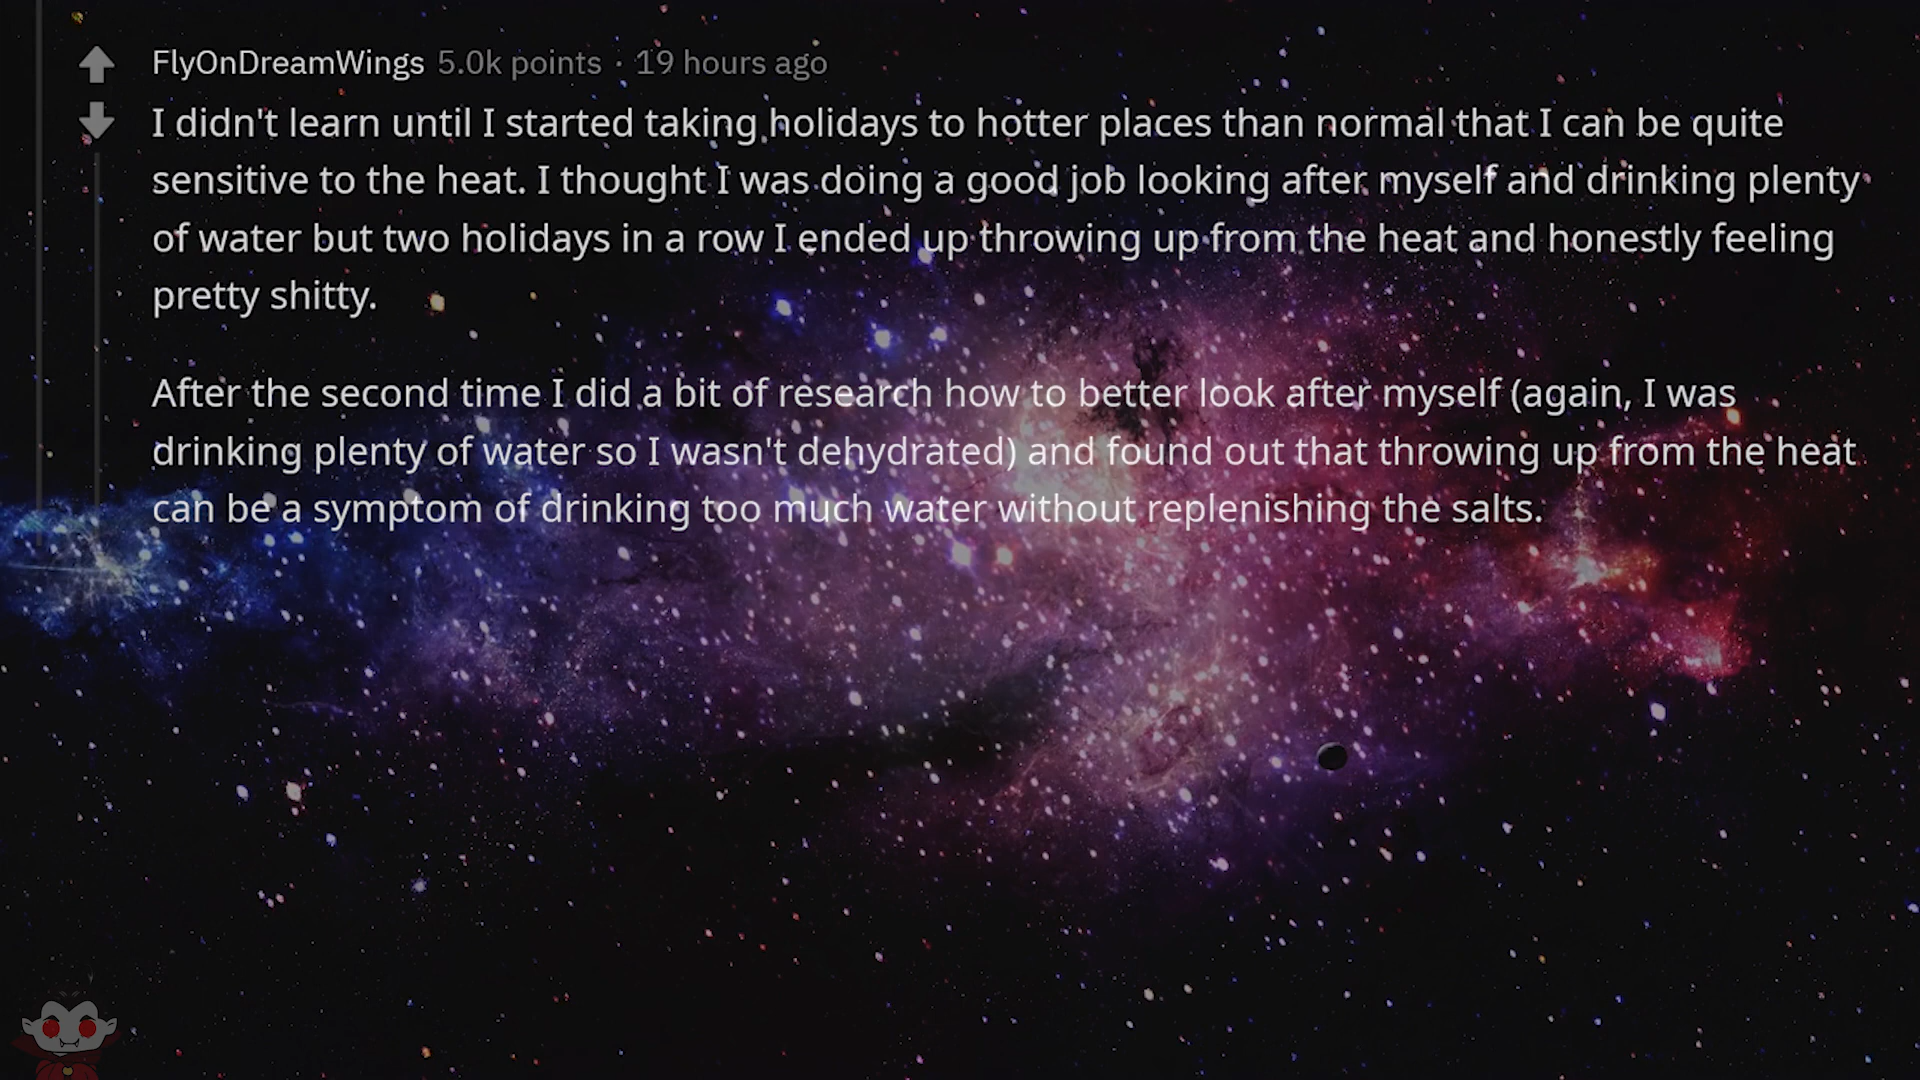 FlyOnDreamWings 5.0k points · 19 hours ago
I didn't learn until I started taking holidays to hotter places than normal that I can be quite
sensitive to the heat. I thought I was doing a good job looking after myself and drinking plenty
of water but two holidays in a row I ended up throwing up from the heat and honestly feeling
pretty shitty.
After the second time I did a bit of research how to better look after myself (again, I was
drinking plenty of water so I wasn't dehydrated) and found out that throwing up from the heat
can be a symptom of drinking too much water without replenishing the salts.